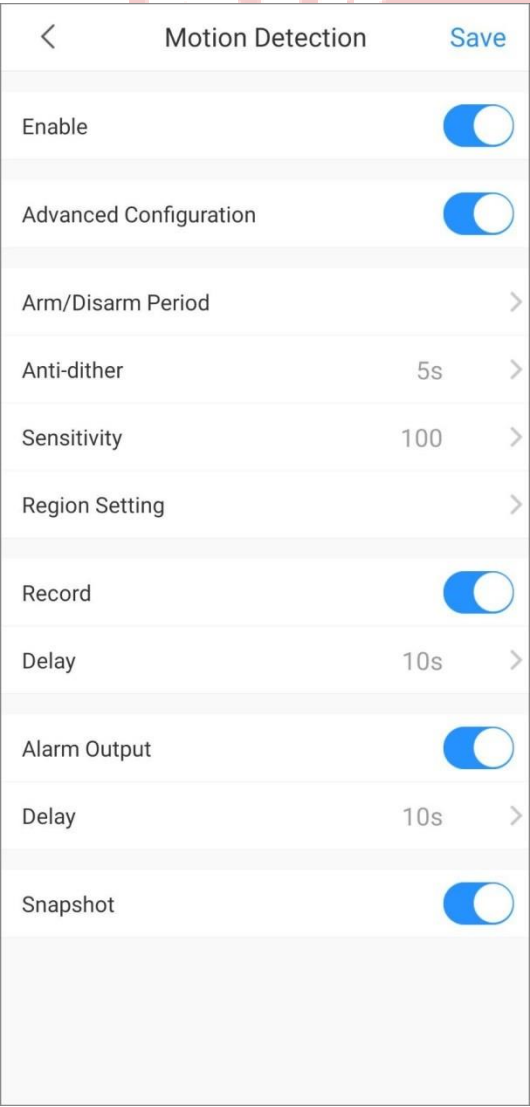 Motion Detection Save
Enable
Advanced Configuration
Arm/Disarm Period
Anti-dither 5s
Sensitivity 100
Region Setting
Record
Delay 10s
Alarm Output
Delay 10s
Snapshot